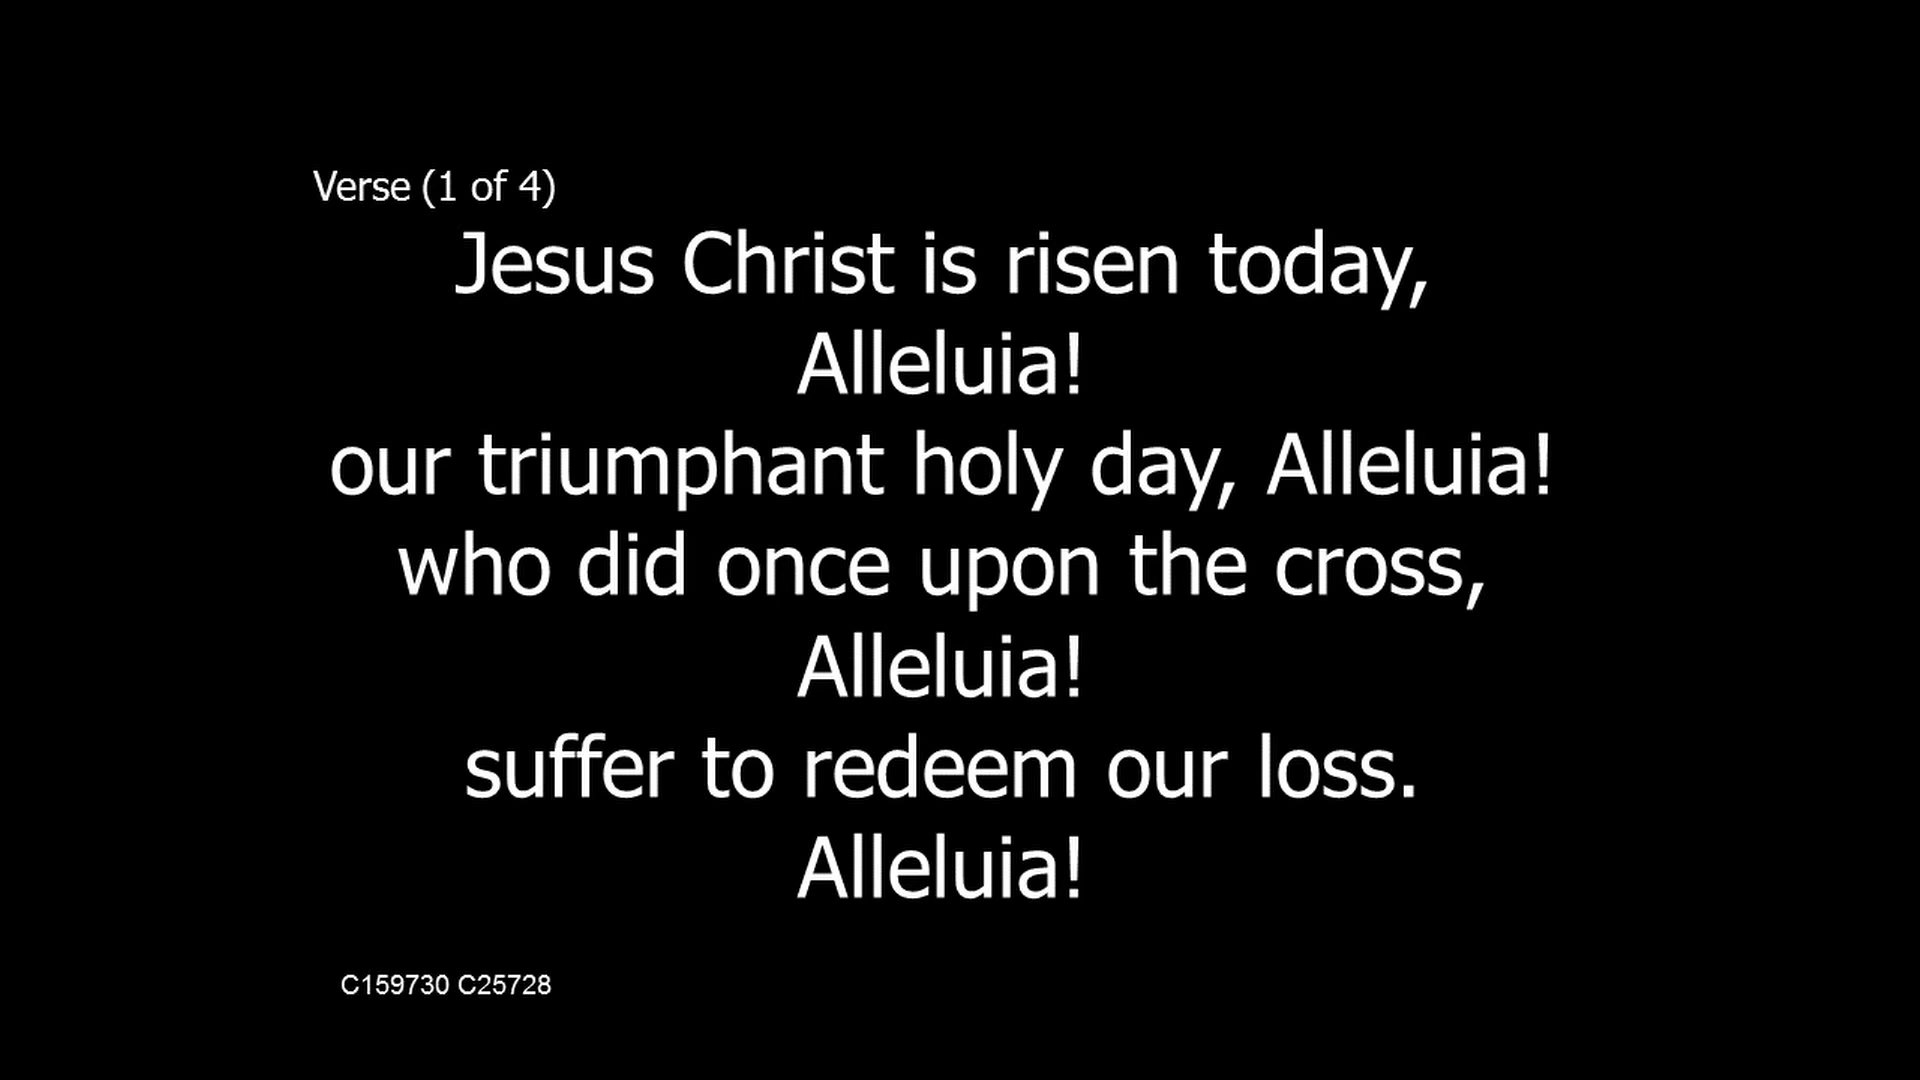 Verse (1 of 4)
Jesus Christ is risen today,
Alleluia!
our triumphant holy day, Alleluia!
who did once upon the cross,
Alleluia!
suffer to redeem our loss.
Alleluia!
C159730 C25728